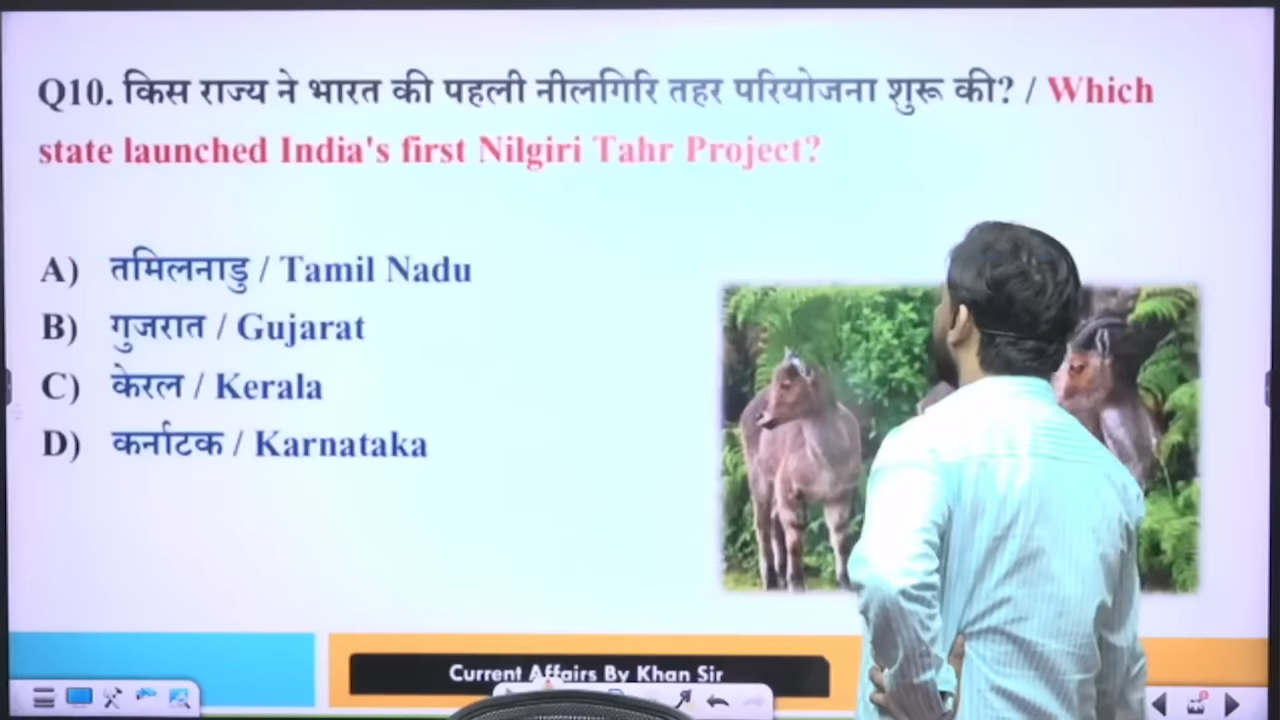 Q10. किस राज्य ने भारत की पहली नीलगिरि तहर परियोजना शुरू की? / Which
state launched India's first Nilgiri Tahr Project?
A) तमिलनाडु / Tamil Nadu
B) गुजरात / Gujarat
C) केरल / Kerala
D) कर्नाटक / Karnataka
Current Affairs By Khan Sir